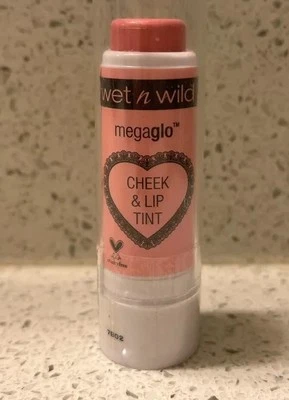 wet n wild
megaglo™
CHEEK
& LIP
TINT